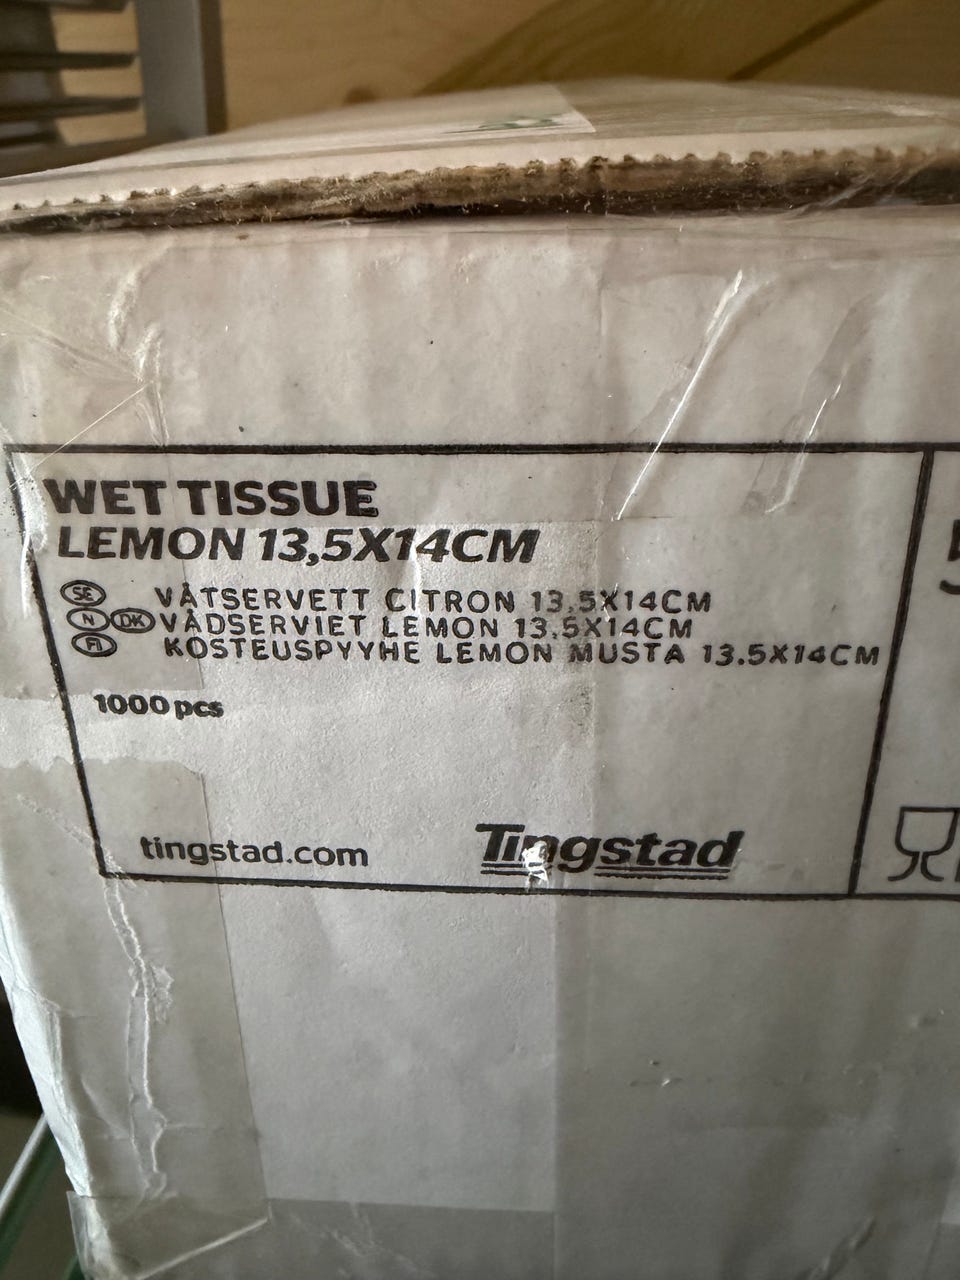 WET TISSUE
LEMON 13,5X14CM
SE VÅTSERVETT CITRON 13.5X14CM
N DK VÅDSERVIET LEMON 13.5X14CM
FI KOSTEUSPYYHE LEMON MUSTA 13.5X14CM
1000 pcs
tingstad.com
Tingstad